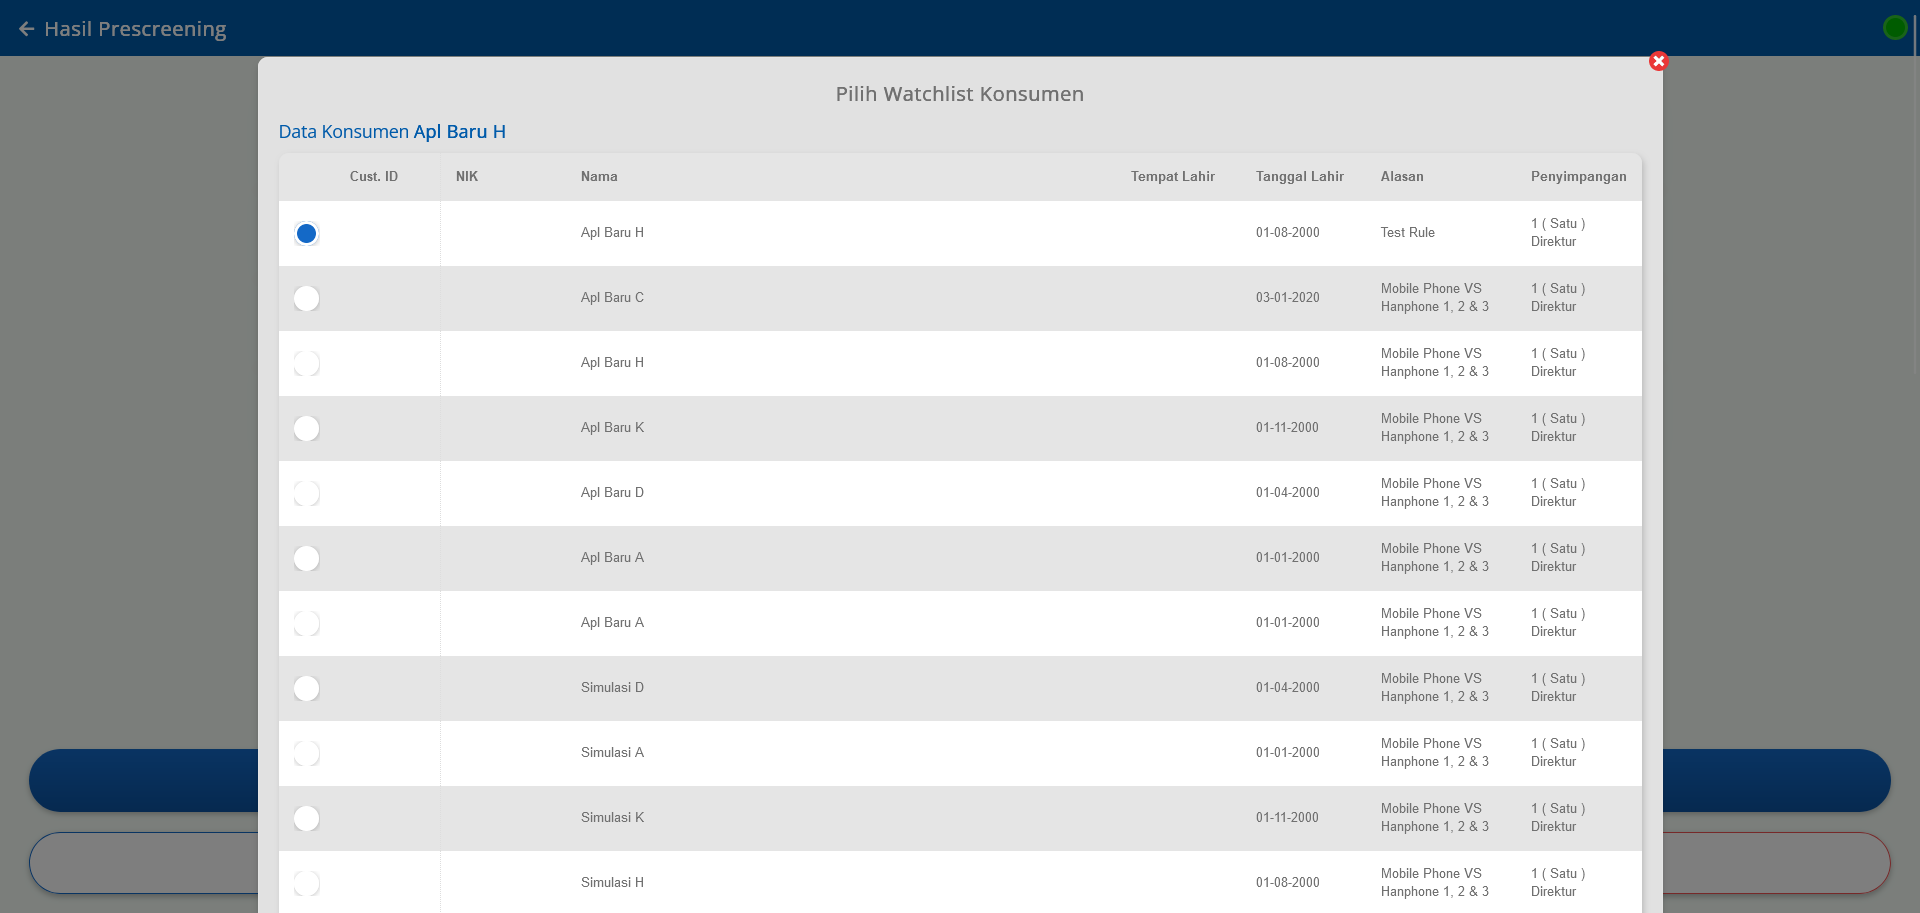 Hasil Prescreening
Pilih Watchlist Konsumen
Data Konsumen Apl Baru H
Cust. ID NIK Nama Tempat Lahir Tanggal Lahir Alasan Penyimpangan
Apl Baru H 01-08-2000 Test Rule 1 ( Satu )
Direktur
Apl Baru C 03-01-2020 Mobile Phone VS 1 ( Satu )
Hanphone 1, 2 & 3 Direktur
Apl Baru H 01-08-2000 Mobile Phone VS 1 ( Satu )
Hanphone 1, 2 & 3 Direktur
Apl Baru K 01-11-2000 Mobile Phone VS 1 ( Satu )
Hanphone 1, 2 & 3 Direktur
Apl Baru D 01-04-2000 Mobile Phone VS 1 ( Satu )
Hanphone 1, 2 & 3 Direktur
Apl Baru A 01-01-2000 Mobile Phone VS 1 ( Satu )
Hanphone 1, 2 & 3 Direktur
Apl Baru A 01-01-2000 Mobile Phone VS 1 ( Satu )
Hanphone 1, 2 & 3 Direktur
Simulasi D 01-04-2000 Mobile Phone VS 1 ( Satu )
Hanphone 1, 2 & 3 Direktur
Simulasi A 01-01-2000 Mobile Phone VS 1 ( Satu )
Hanphone 1, 2 & 3 Direktur
Simulasi K 01-11-2000 Mobile Phone VS 1 ( Satu )
Hanphone 1, 2 & 3 Direktur
Simulasi H 01-08-2000 Mobile Phone VS 1 ( Satu )
Hanphone 1, 2 & 3 Direktur